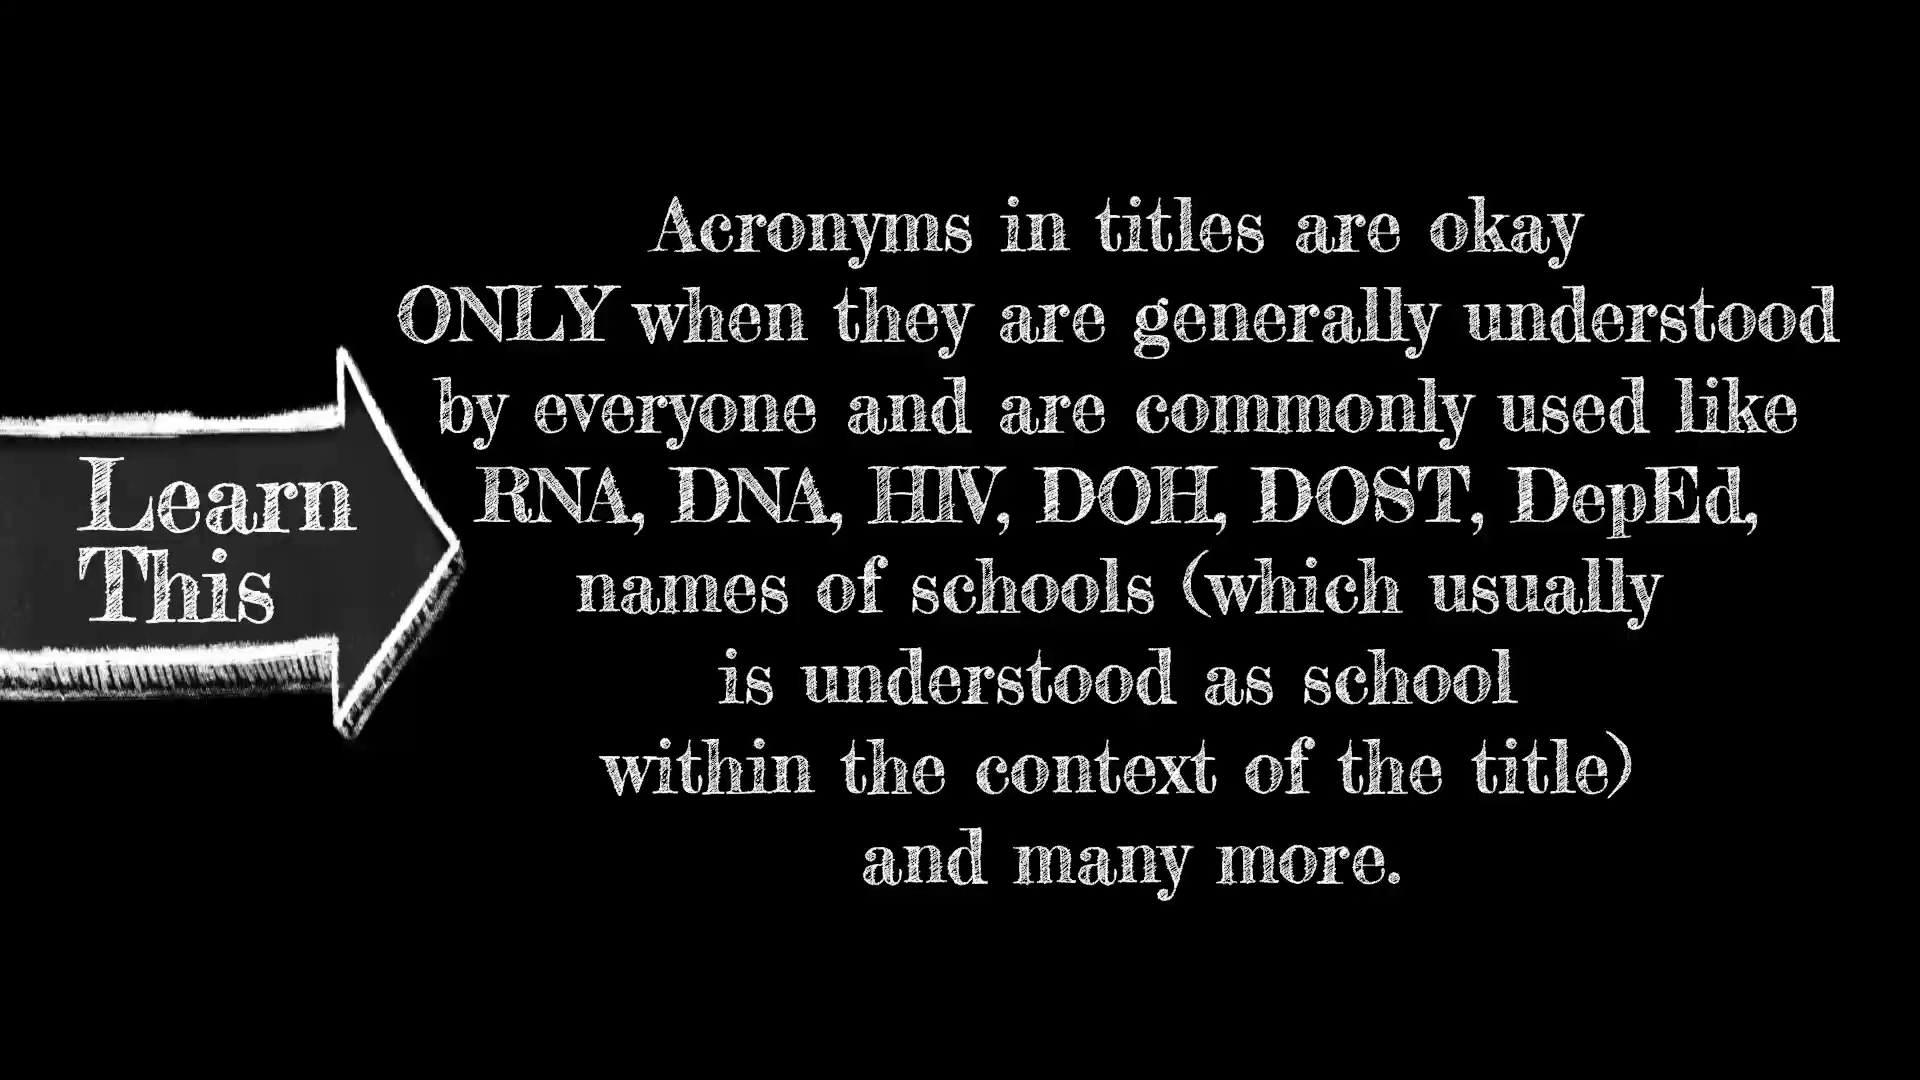 Learn
This
Acronyms in titles are okay
ONLY when they are generally understood
by everyone and are commonly used like
RNA, DNA, HIV, DOH, DOST, DepEd,
names of schools (which usually
is understood as school
within the context of the title)
and many more.